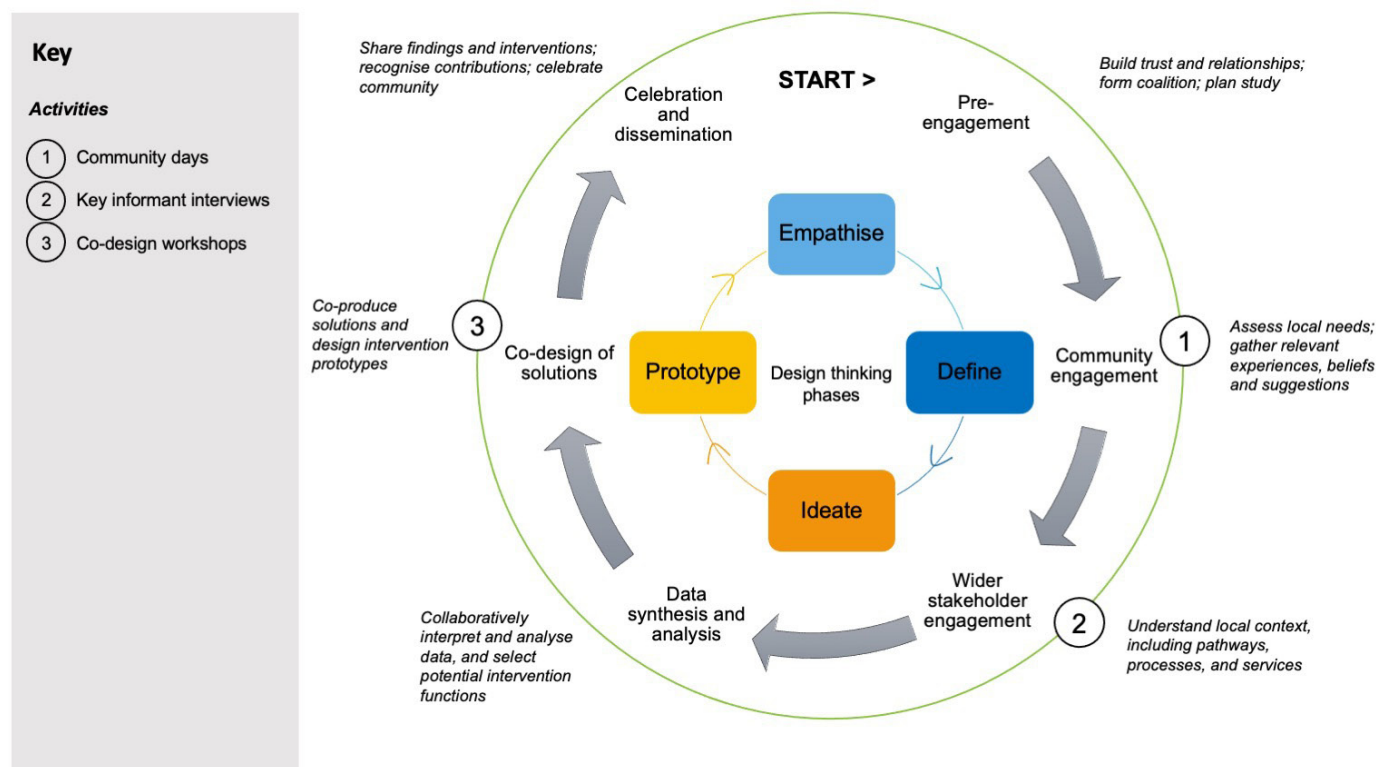 Key
Activities
1 Community days
2 Key informant interviews
3 Co-design workshops
START >
Pre-
engagement
Build trust and relationships;
form coalition; plan study
Community
engagement
1
Assess local needs;
gather relevant
experiences, beliefs
and suggestions
Wider
stakeholder
engagement
2
Understand local context,
including pathways,
processes, and services
Data
synthesis and
analysis
Collaboratively
interpret and analyse
data, and select
potential intervention
functions
Co-design of
solutions
3
Co-produce
solutions and
design intervention
prototypes
Celebration
and
dissemination
Share findings and interventions;
recognise contributions; celebrate
community
Empathise
Define
Ideate
Prototype
Design thinking
phases